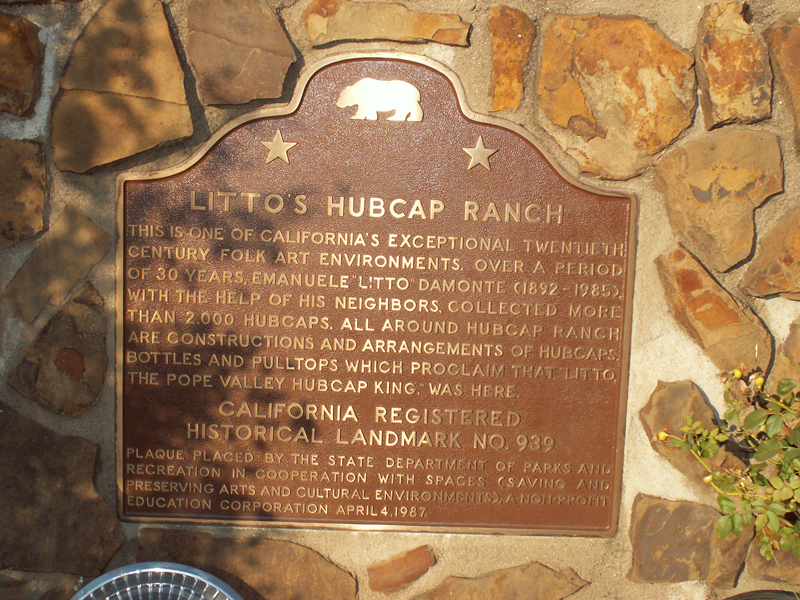 LITTO'S HUBCAP RANCH
THIS IS ONE OF CALIFORNIA'S EXCEPTIONAL TWENTIETH
CENTURY FOLK ART ENVIRONMENTS. OVER A PERIOD
OF 30 YEARS, EMANUELE "LITTO" DAMONTE (1892-1985),
WITH THE HELP OF HIS NEIGHBORS, COLLECTED MORE
THAN 2,000 HUBCAPS. ALL AROUND HUBCAP RANCH
ARE CONSTRUCTIONS AND ARRANGEMENTS OF HUBCAPS,
BOTTLES AND PULLTOPS WHICH PROCLAIM THAT "LITTO,
THE POPE VALLEY HUBCAP KING," WAS HERE.
CALIFORNIA REGISTERED
HISTORICAL LANDMARK NO. 939
PLAQUE PLACED BY THE STATE DEPARTMENT OF PARKS AND
RECREATION IN COOPERATION WITH SPACES (SAVING AND
PRESERVING ARTS AND CULTURAL ENVIRONMENTS), A NON-PROFIT
EDUCATION CORPORATION APRIL 4, 1987.